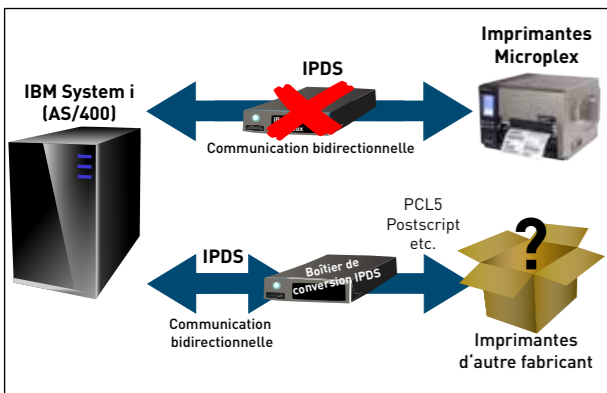 IBM System i
(AS/400)
IPDS
Communication bidirectionnelle
Imprimantes
Microplex
IPDS
Communication
bidirectionnelle
Boîtier de
conversion IPDS
PCL5
Postscript
etc.
?
Imprimantes
d'autre fabricant